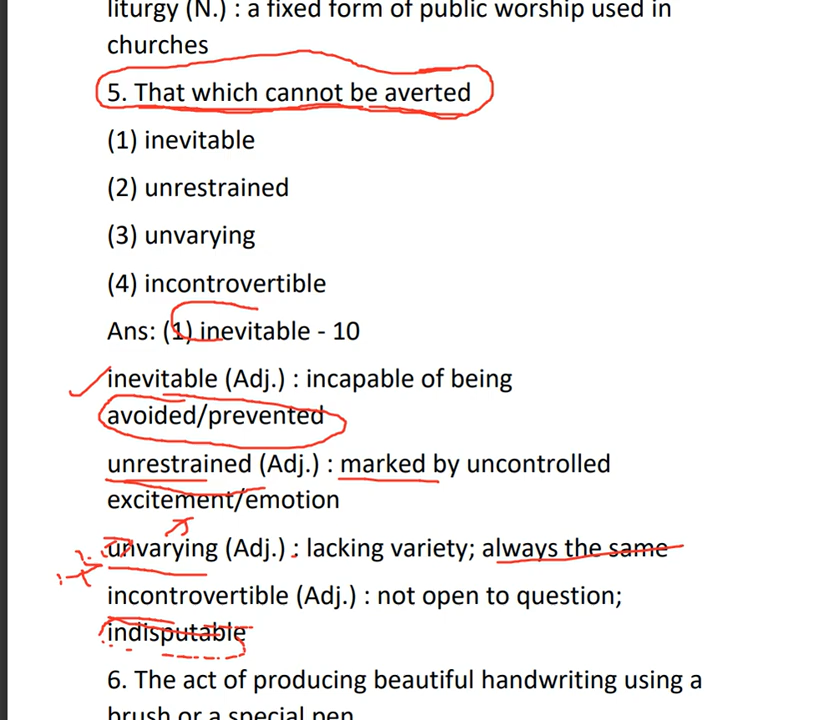 liturgy (N.) : a fixed form of public worship used in
churches
5. That which cannot be averted
(1) inevitable
(2) unrestrained
(3) unvarying
(4) incontrovertible
Ans: (1) inevitable - 10
inevitable (Adj.) : incapable of being
avoided/prevented
unrestrained (Adj.) : marked by uncontrolled
excitement/emotion
unvarying (Adj.) : lacking variety; always the same
incontrovertible (Adj.) : not open to question;
indisputable
6. The act of producing beautiful handwriting using a
brush or a special pen